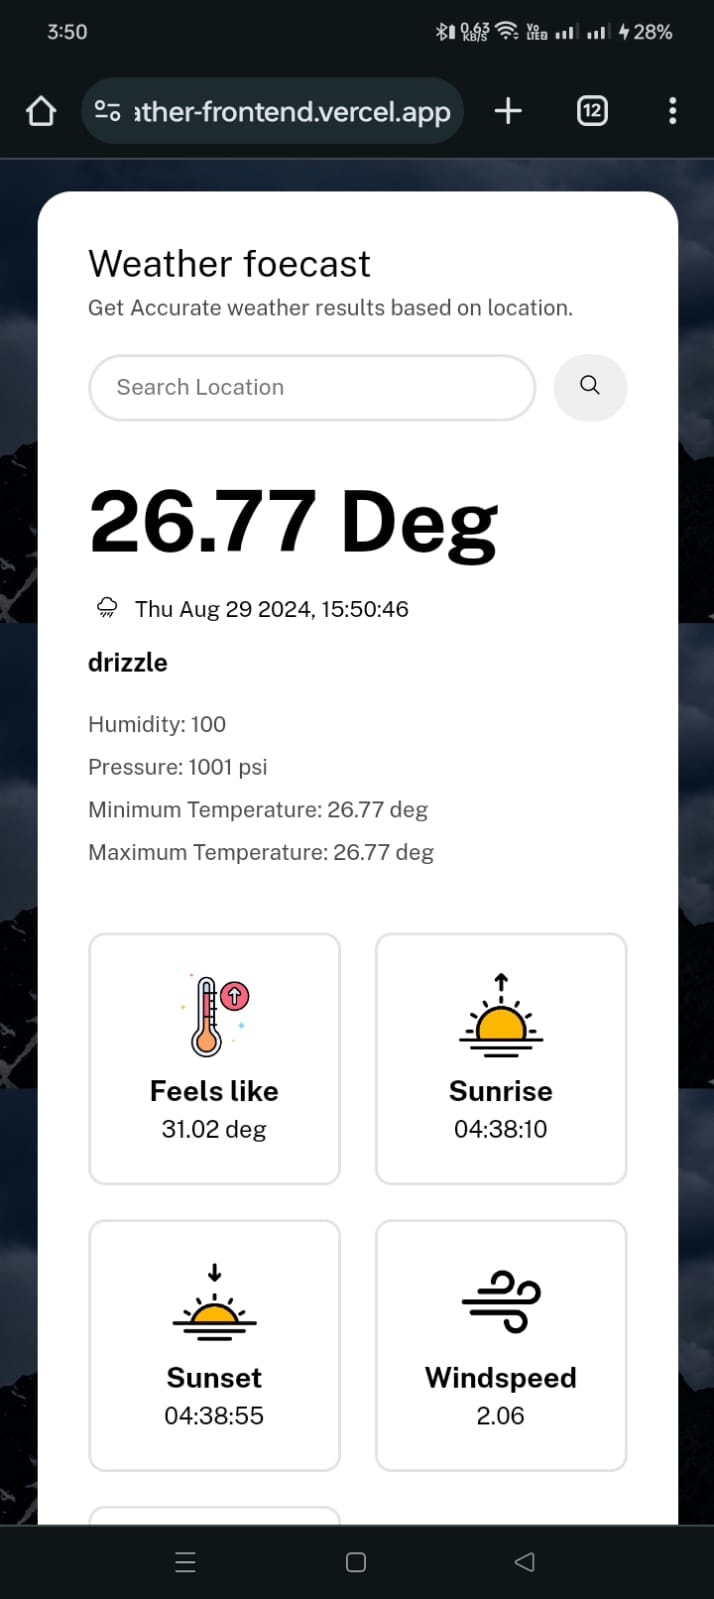 3:50
0.63 KB/S Vo LTE 28%
ather-frontend.vercel.app
12
Weather foecast
Get Accurate weather results based on location.
Search Location
26.77 Deg
Thu Aug 29 2024, 15:50:46
drizzle
Humidity: 100
Pressure: 1001 psi
Minimum Temperature: 26.77 deg
Maximum Temperature: 26.77 deg
Feels like
31.02 deg
Sunrise
04:38:10
Sunset
04:38:55
Windspeed
2.06